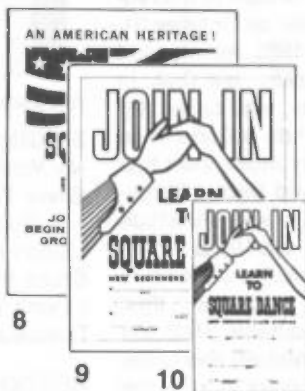 AN AMERICAN HERITAGE!
SQ
JO
BEGIN
GRO
JOIN IN
LEARN
TO
SQUARE
NEW BEGINNERS
JOIN IN
LEARN
TO
SQUARE DANCE
8
9
10